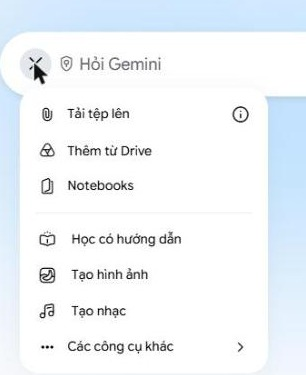 Hỏi Gemini
Tải tệp lên
Thêm từ Drive
Notebooks
Học có hướng dẫn
Tạo hình ảnh
Tạo nhạc
Các công cụ khác